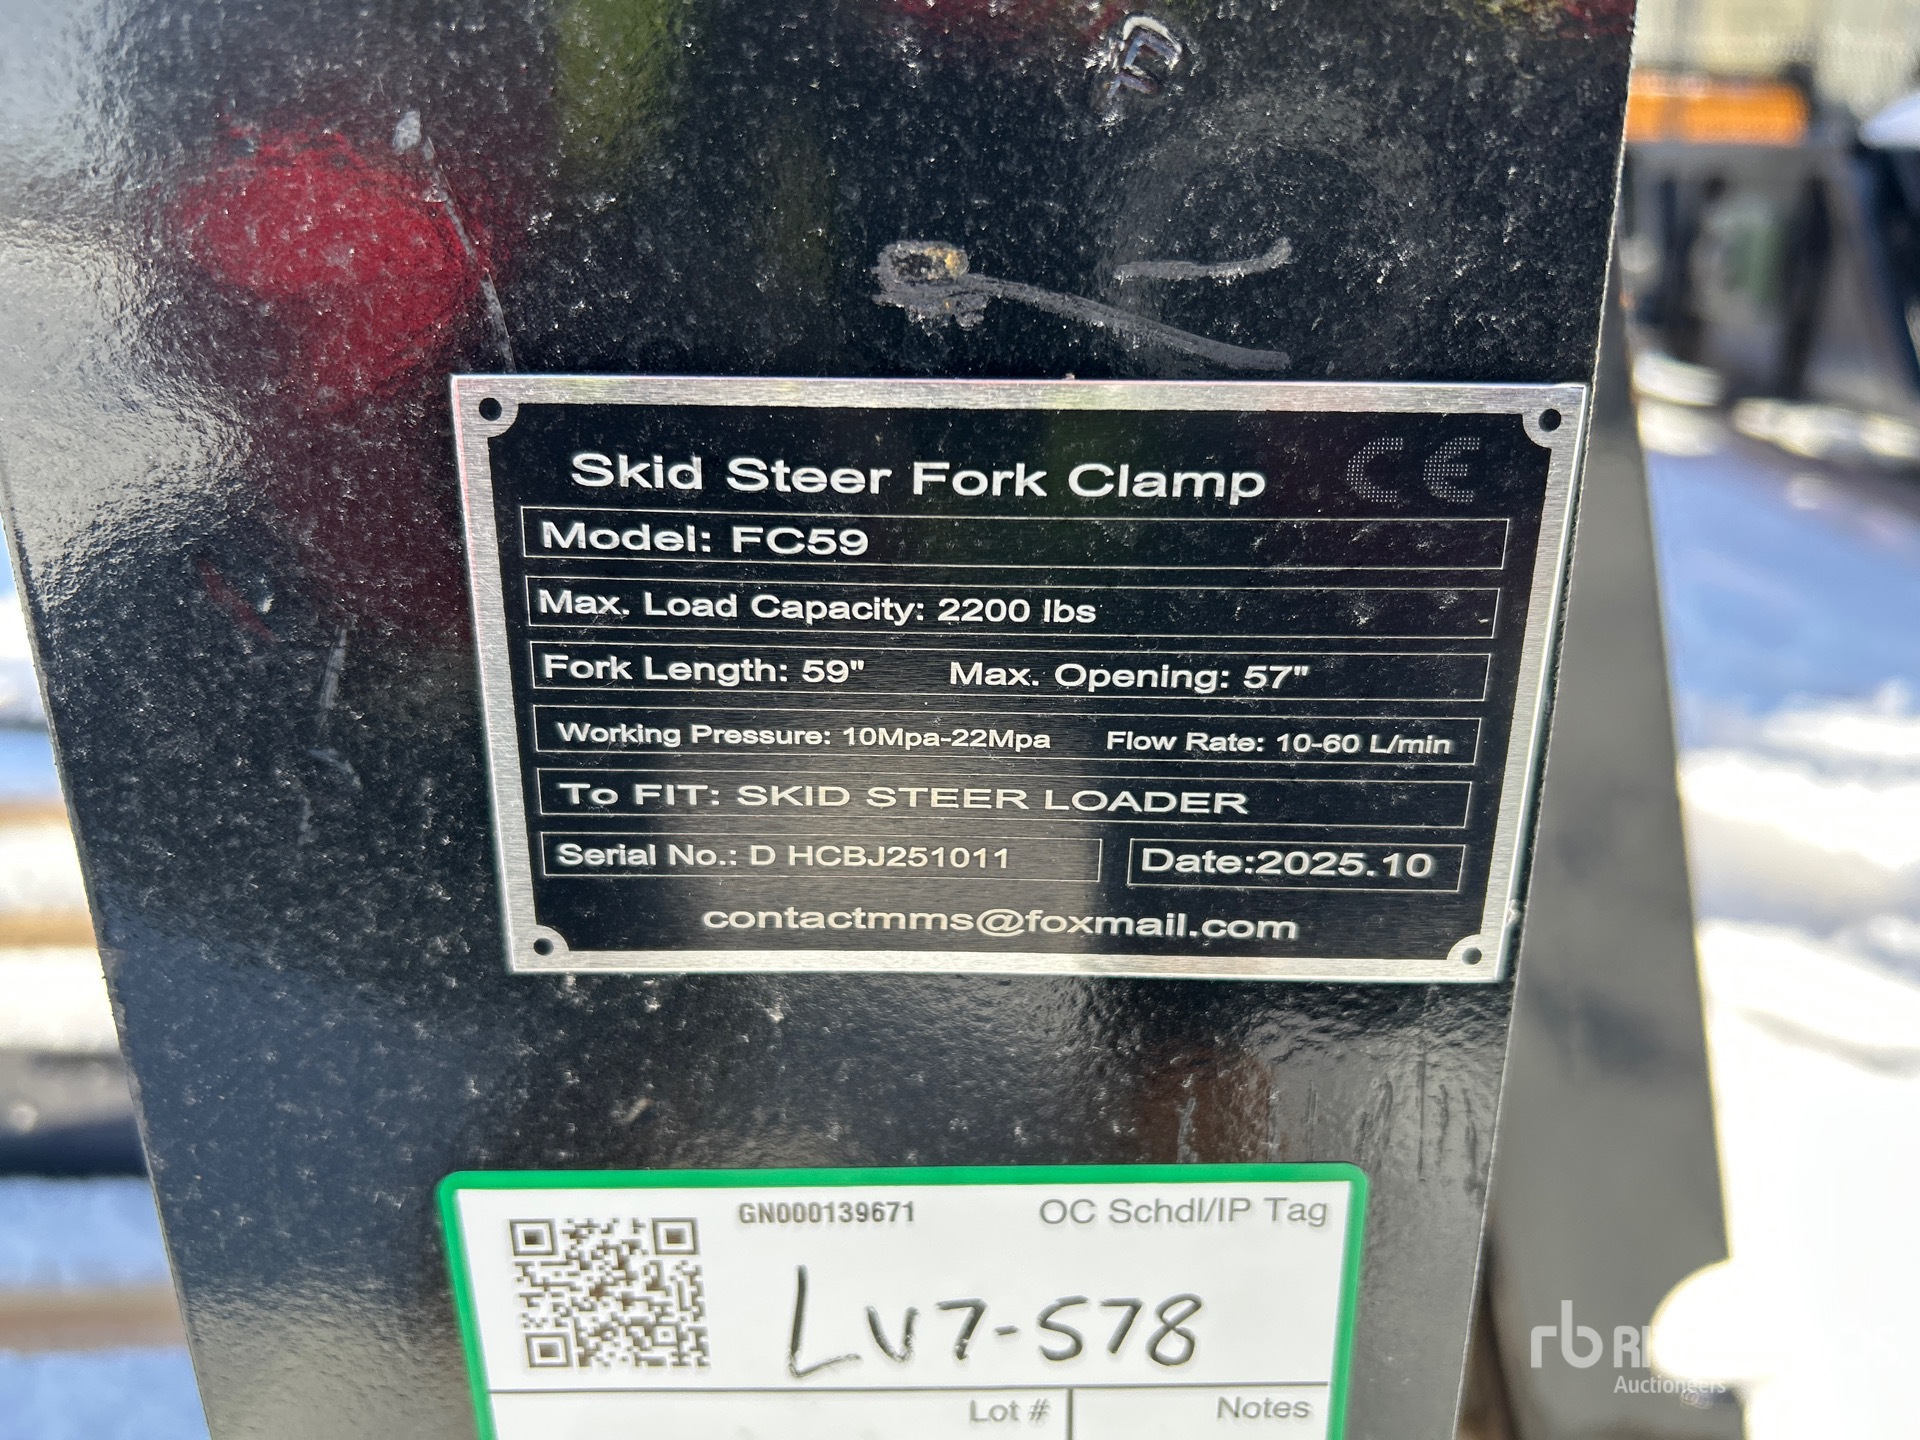 F
Skid Steer Fork Clamp CE
Model: FC59
Max. Load Capacity: 2200 lbs
Fork Length: 59" Max. Opening: 57"
Working Pressure: 10Mpa-22Mpa Flow Rate: 10-60 L/min
To FIT: SKID STEER LOADER
Serial No.: D HCBJ251011 Date:2025.10
contactmms@foxmail.com
GN000139671 OC Schdl/IP Tag
LV7-578
Lot # Notes
rb
Auctioneers